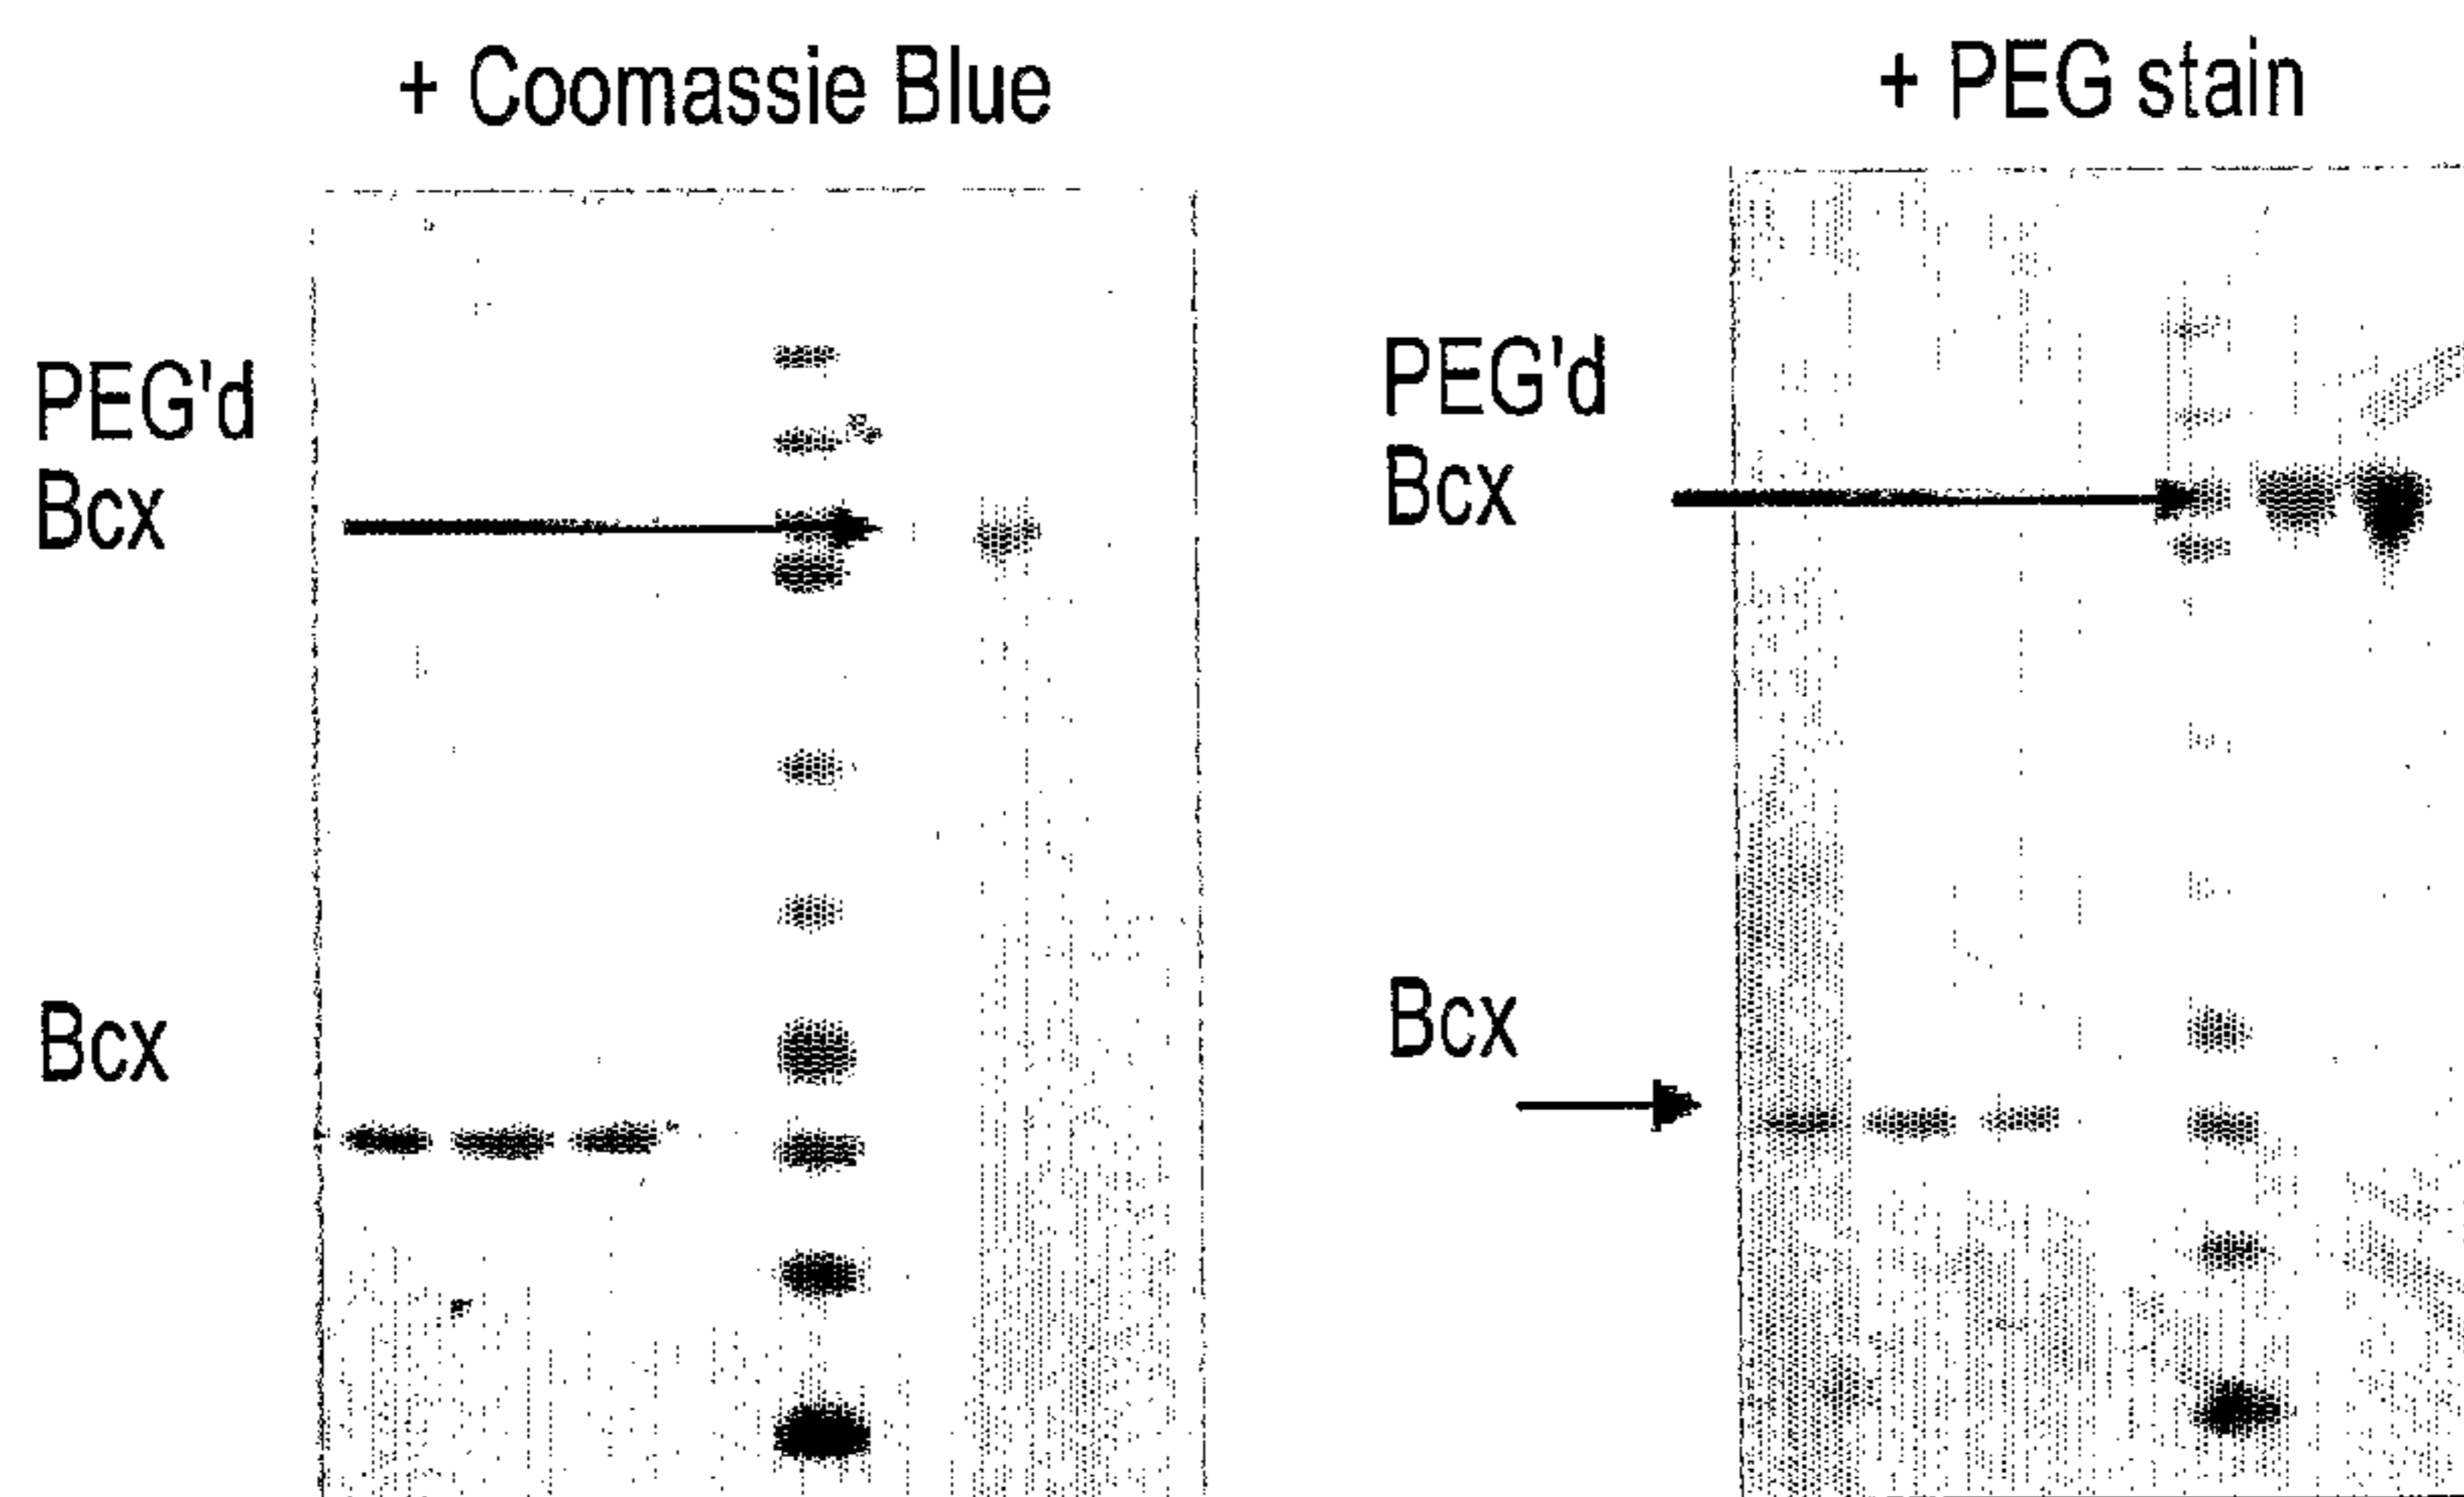 + Coomassie Blue
PEG'd
Bcx
Bcx
+ PEG stain
PEG'd
Bcx
Bcx